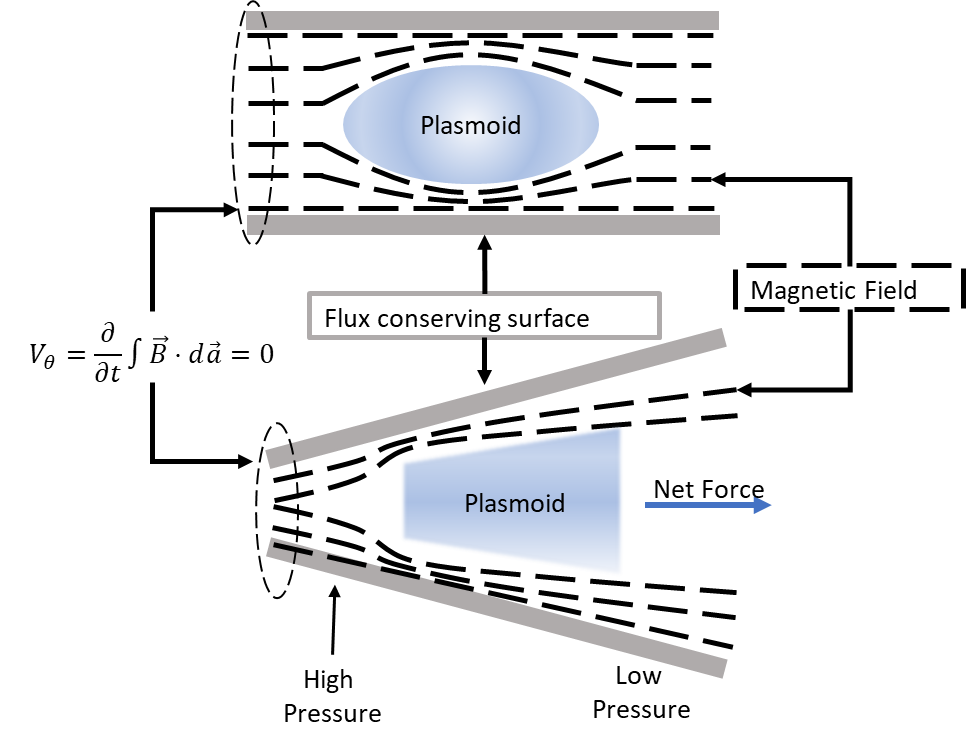 Plasmoid
Magnetic Field
Flux conserving surface
V_θ = ∂/∂t ∫ B⃗ · da⃗ = 0
Plasmoid
Net Force
High
Pressure
Low
Pressure